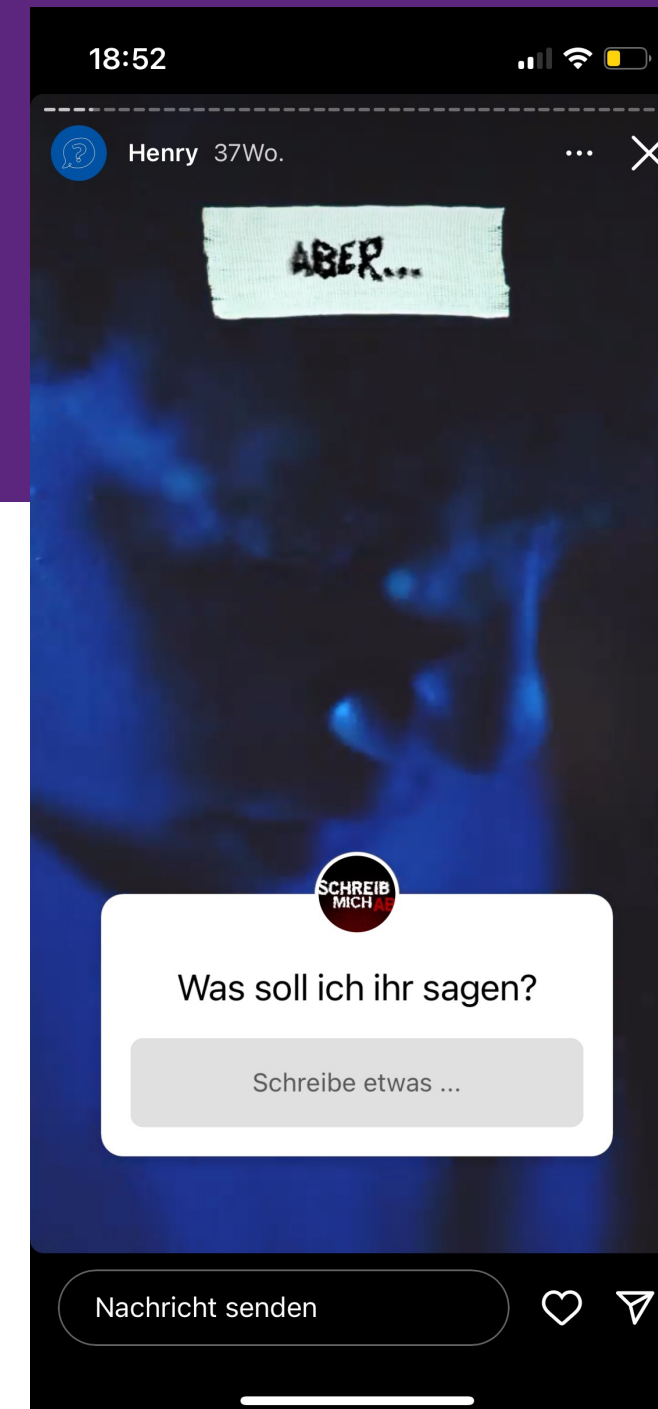 18:52
Henry 37Wo.
ABER...
SCHREIB
MICH AB
Was soll ich ihr sagen?
Schreibe etwas ...
Nachricht senden